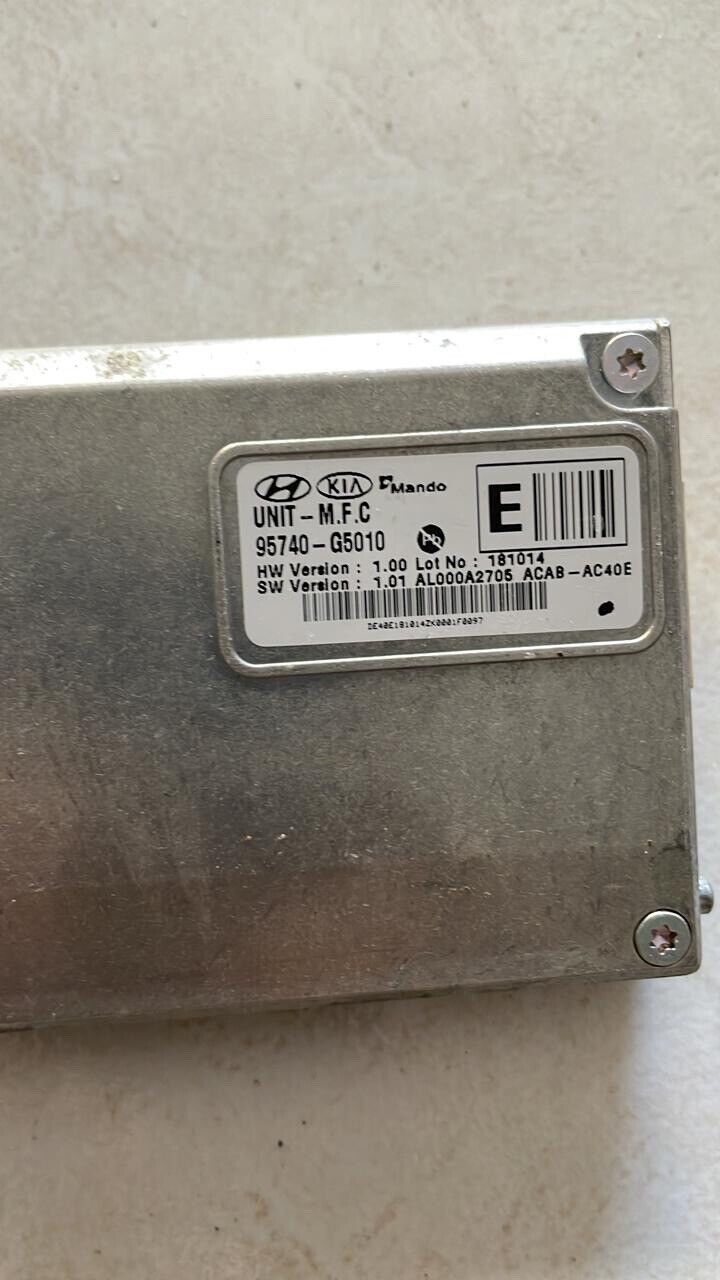 KIA Mando
E
UNIT-M.F.C
95740-G5010
Pb
HW Version : 1.00 Lot No : 181014
SW Version : 1.01 AL000A2705 ACAB-AC40E
DE40E181014ZK0001F0097